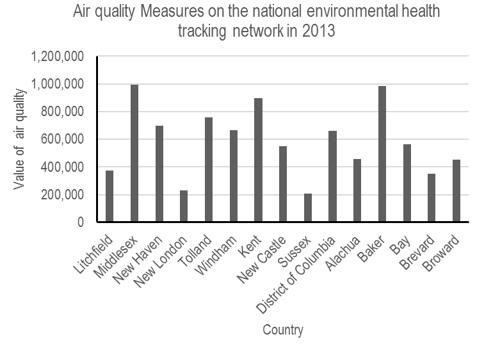 Air quality Measures on the national environmental health
tracking network in 2013
Value of air quality
1,200,000
1,000,000
800,000
600,000
400,000
200,000
0
Litchfield
Middlesex
New Haven
New London
Tolland
Windham
Kent
New Castle
Sussex
District of Columbia
Alachua
Baker
Bay
Brevard
Broward
Country